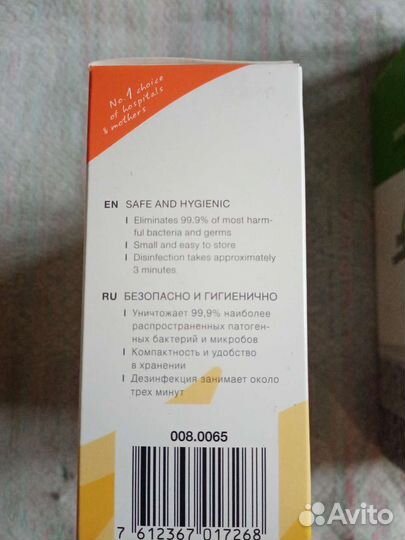 No.1 choice
of hospitals
& mothers
EN SAFE AND HYGIENIC
Eliminates 99.9% of most harm-
ful bacteria and germs
Small and easy to store
Disinfection takes approximately
3 minutes.
RU БЕЗОПАСНО И ГИГИЕНИЧНО
Уничтожает 99,9% наиболее
распространенных патоген-
ных бактерий и микробов
Компактность и удобство
в хранении
Дезинфекция занимает около
трех минут
008.0065
7 612367 017268
Avito